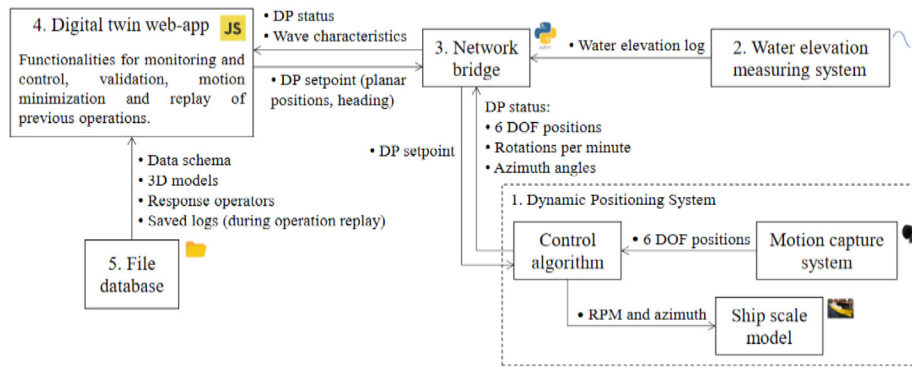 4. Digital twin web-app
JS
Functionalities for monitoring and
control, validation, motion
minimization and replay of
previous operations.
• DP status
• Wave characteristics
• DP setpoint (planar
positions, heading)
3. Network
bridge
• Water elevation log
2. Water elevation
measuring system
• Data schema
• 3D models
• Response operators
• Saved logs (during operation replay)
5. File
database
• DP setpoint
DP status:
• 6 DOF positions
• Rotations per minute
• Azimuth angles
1. Dynamic Positioning System
Control
algorithm
• 6 DOF positions
Motion capture
system
• RPM and azimuth
Ship scale
model